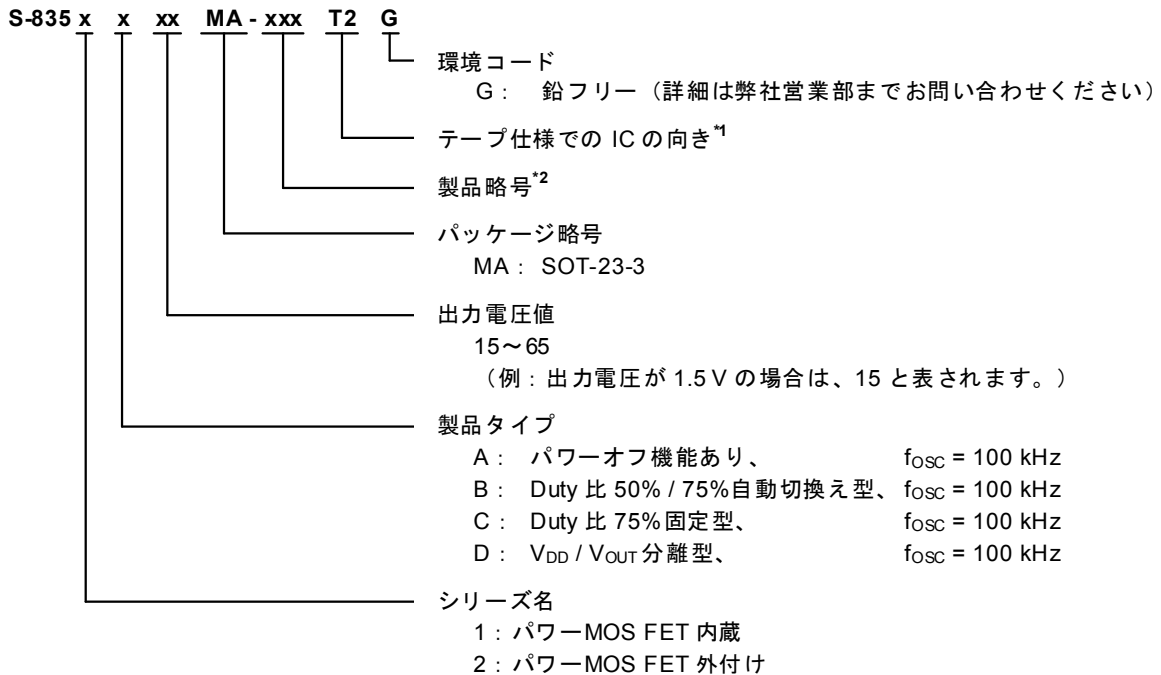 S-835 x x xx MA - xxx T2 G
環境コード
G： 鉛フリー（詳細は弊社営業部までお問い合わせください）
テープ仕様での IC の向き*1
製品略号*2
パッケージ略号
MA： SOT-23-3
出力電圧値
15～65
（例：出力電圧が 1.5 V の場合は、15 と表されます。）
製品タイプ
A： パワーオフ機能あり、 fOSC = 100 kHz
B： Duty 比 50% / 75%自動切換え型、 fOSC = 100 kHz
C： Duty 比 75%固定型、 fOSC = 100 kHz
D： VDD / VOUT 分離型、 fOSC = 100 kHz
シリーズ名
1：パワーMOS FET 内蔵
2：パワーMOS FET 外付け